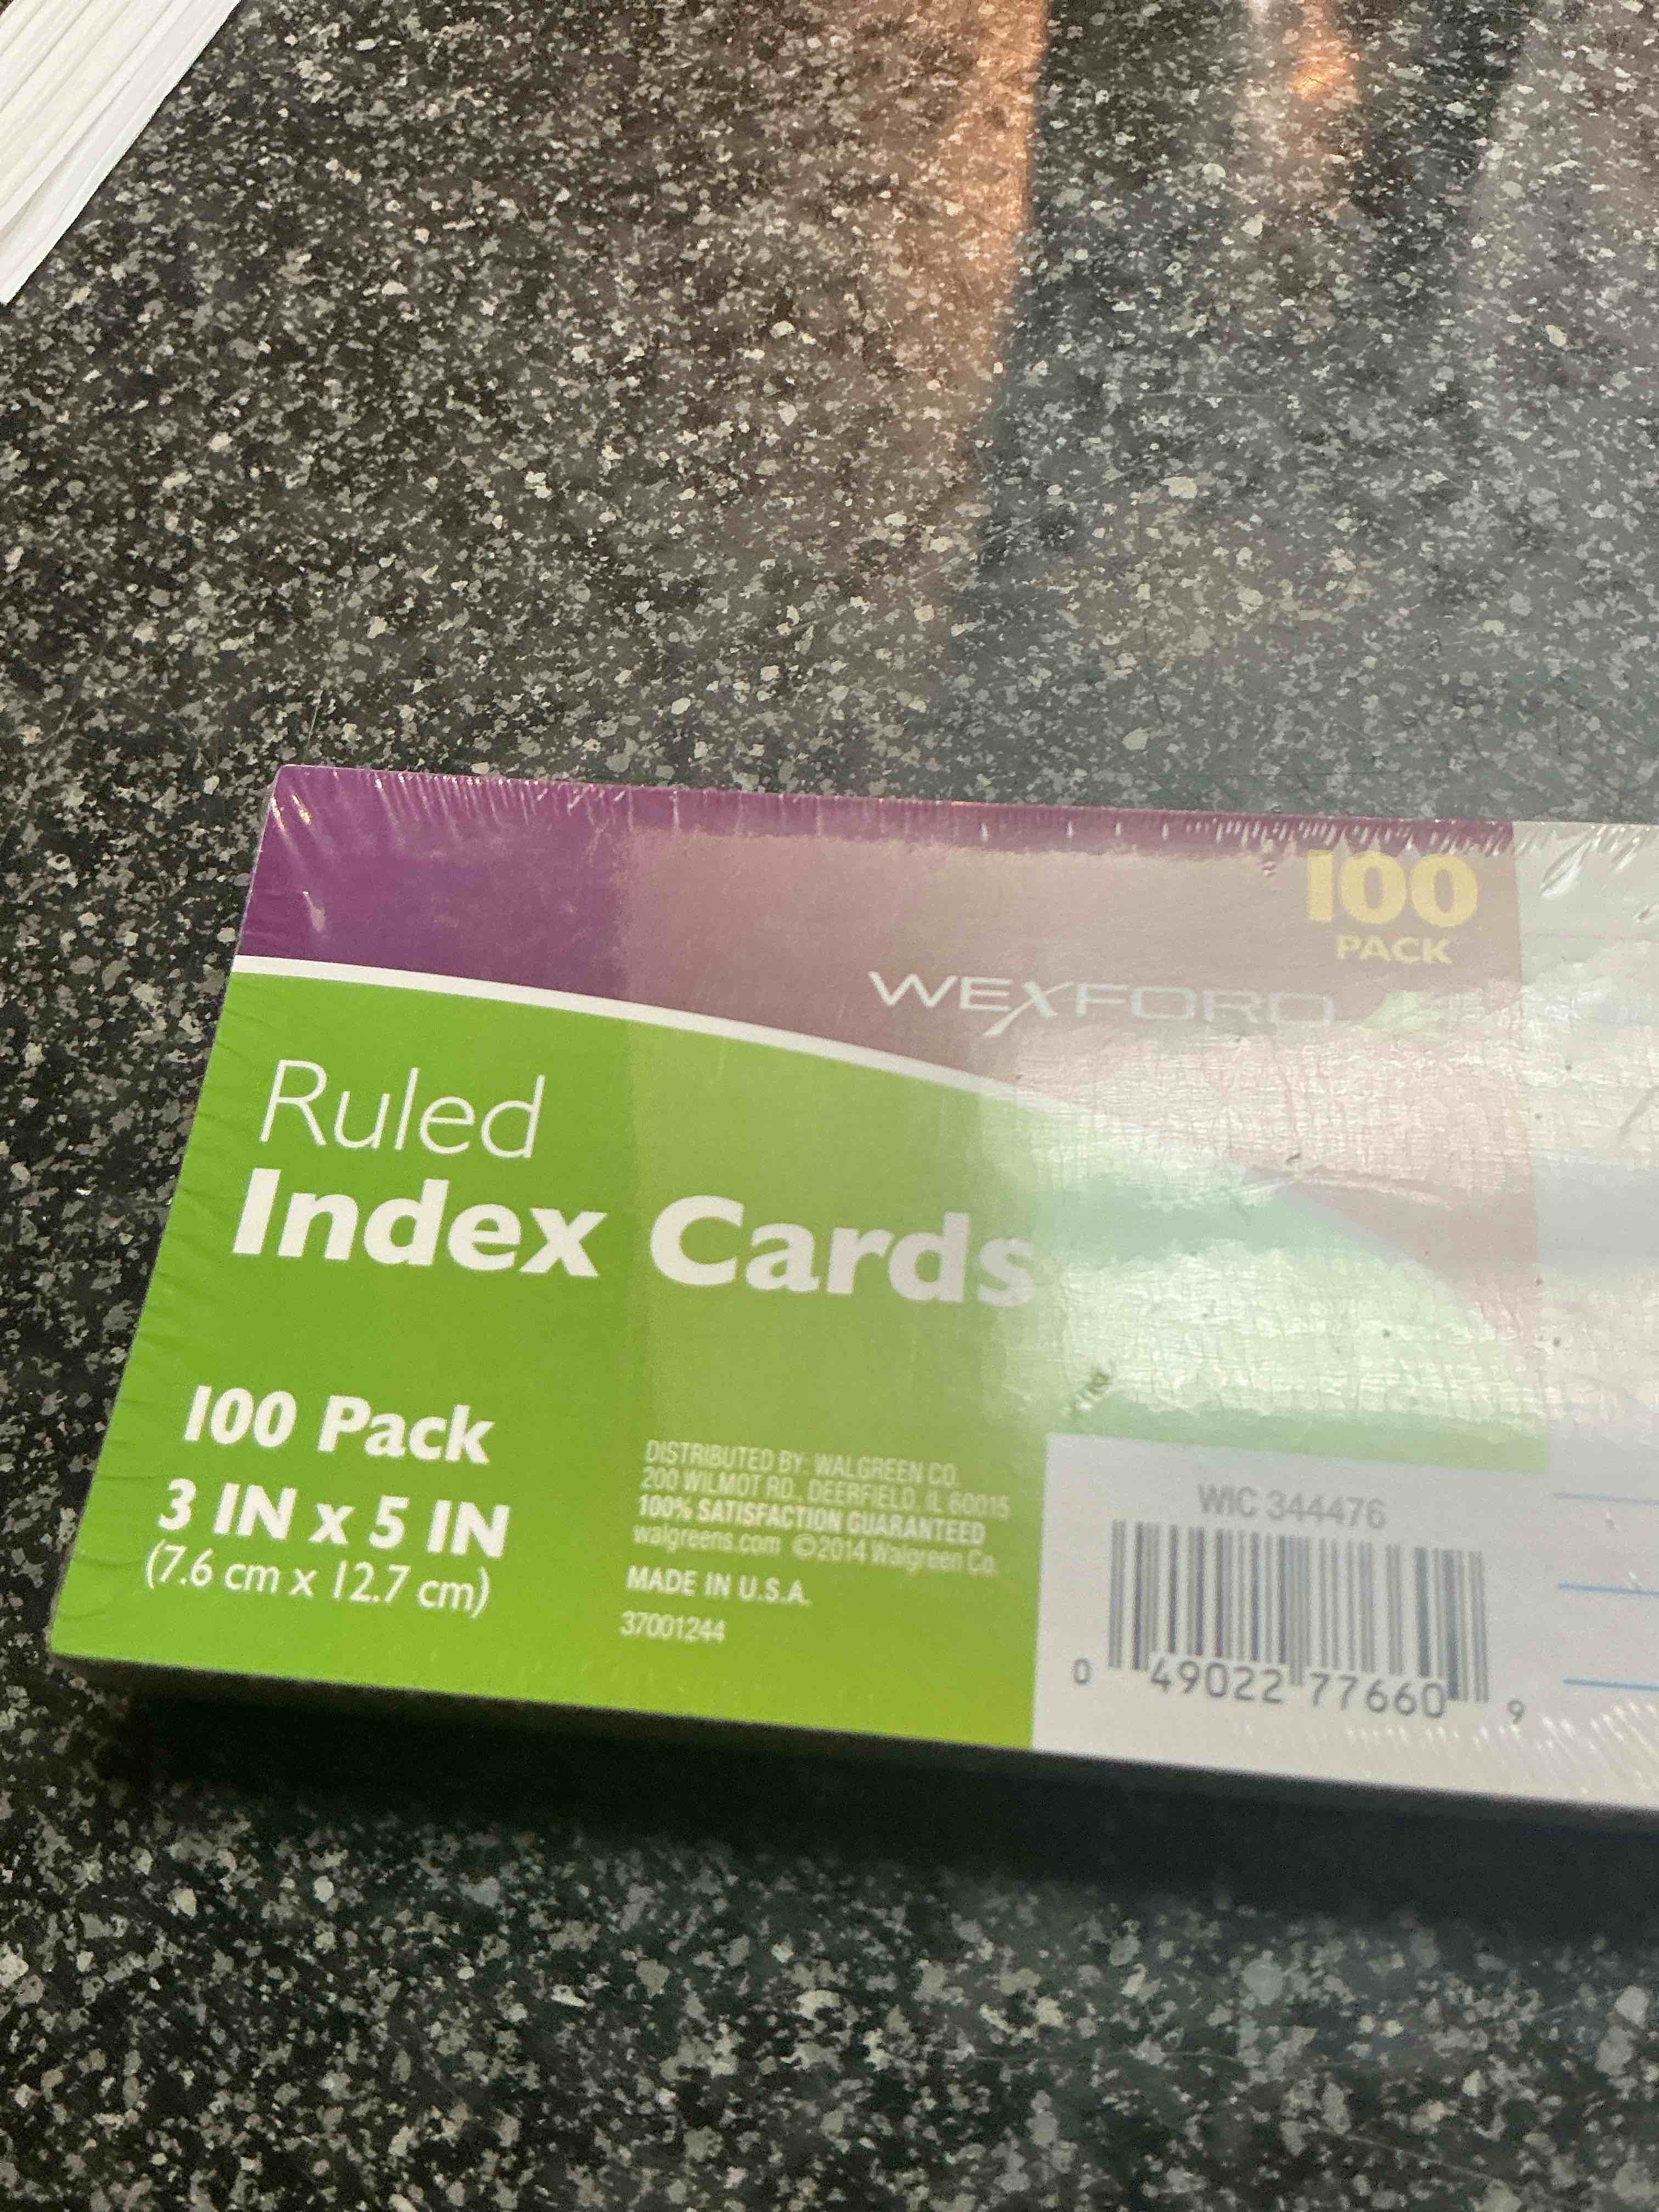 100
PACK
WEXFORD
Ruled
Index Cards
100 Pack
3 IN x 5 IN
(7.6 cm x 12.7 cm)
DISTRIBUTED BY: WALGREEN CO.
200 WILMOT RD., DEERFIELD, IL 60015
100% SATISFACTION GUARANTEED
walgreens.com ©2014 Walgreen Co.
MADE IN U.S.A.
37001244
WIC 344476
0 49022 77660 9